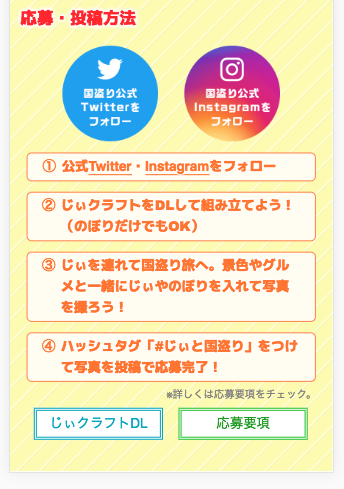 応募・投稿方法
国盗り公式
Twitterを
フォロー
国盗り公式
Instagramを
フォロー
① 公式Twitter・Instagramをフォロー
② じぃクラフトをDLして組み立てよう！
（のぼりだけでもOK）
③ じぃを連れて国盗り旅へ。景色やグル
メと一緒にじぃやのぼりを入れて写真
を撮ろう！
④ ハッシュタグ「#じぃと国盗り」をつけ
て写真を投稿で応募完了！
※詳しくは応募要項をチェック。
じぃクラフトDL
応募要項